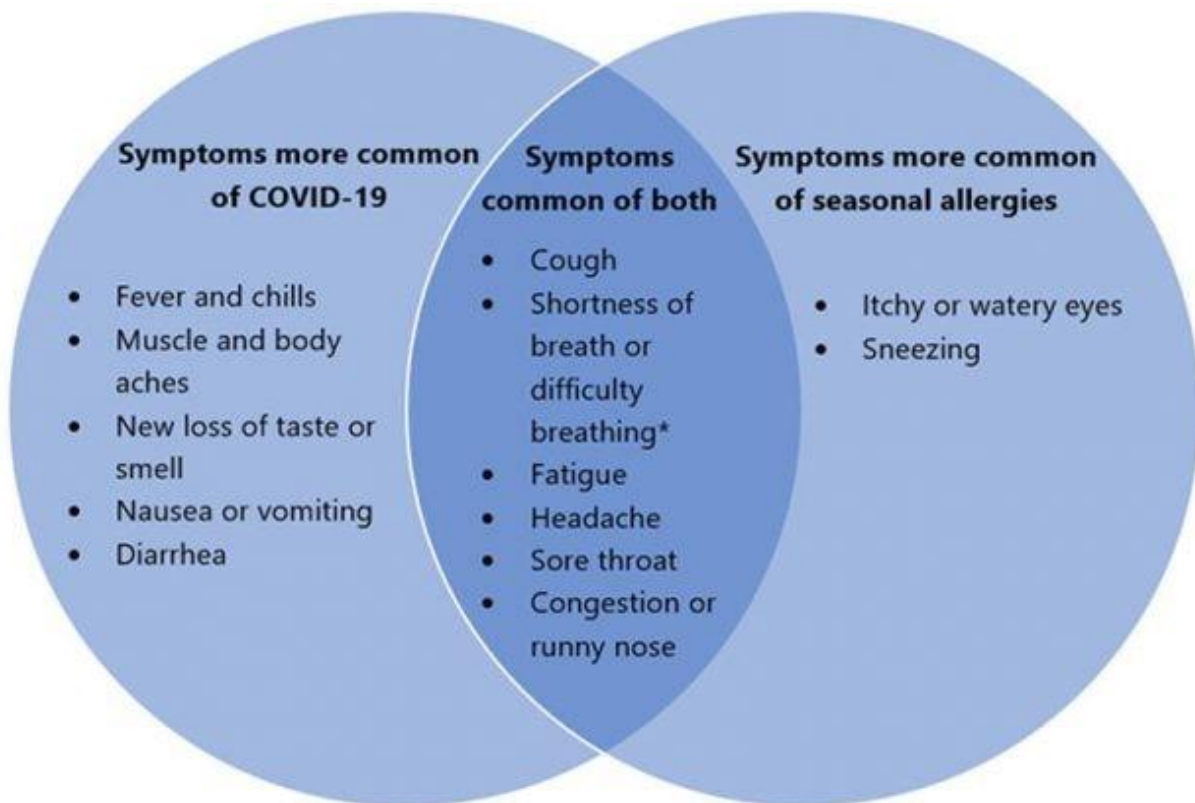 Symptoms more common
of COVID-19
• Fever and chills
• Muscle and body
aches
• New loss of taste or
smell
• Nausea or vomiting
• Diarrhea
Symptoms
common of both
• Cough
• Shortness of
breath or
difficulty
breathing*
• Fatigue
• Headache
• Sore throat
• Congestion or
runny nose
Symptoms more common
of seasonal allergies
• Itchy or watery eyes
• Sneezing